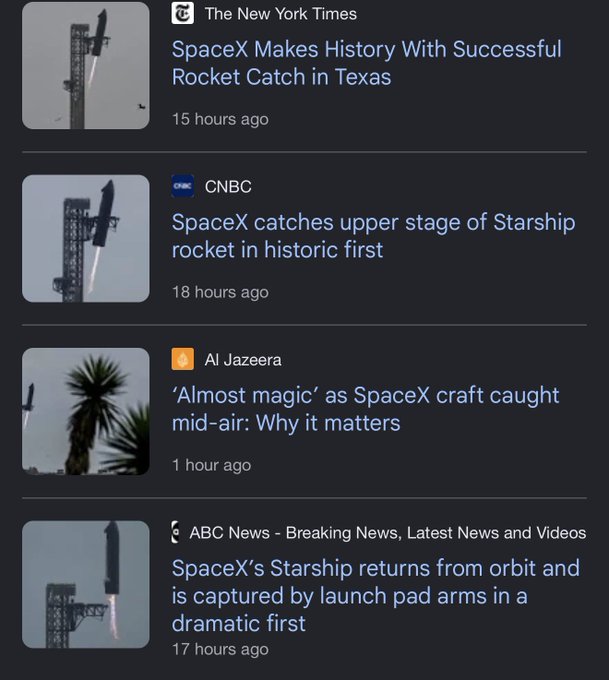 The New York Times
SpaceX Makes History With Successful
Rocket Catch in Texas
15 hours ago
CNBC
CNBC
SpaceX catches upper stage of Starship
rocket in historic first
18 hours ago
Al Jazeera
‘Almost magic’ as SpaceX craft caught
mid-air: Why it matters
1 hour ago
ABC News - Breaking News, Latest News and Videos
SpaceX’s Starship returns from orbit and
is captured by launch pad arms in a
dramatic first
17 hours ago